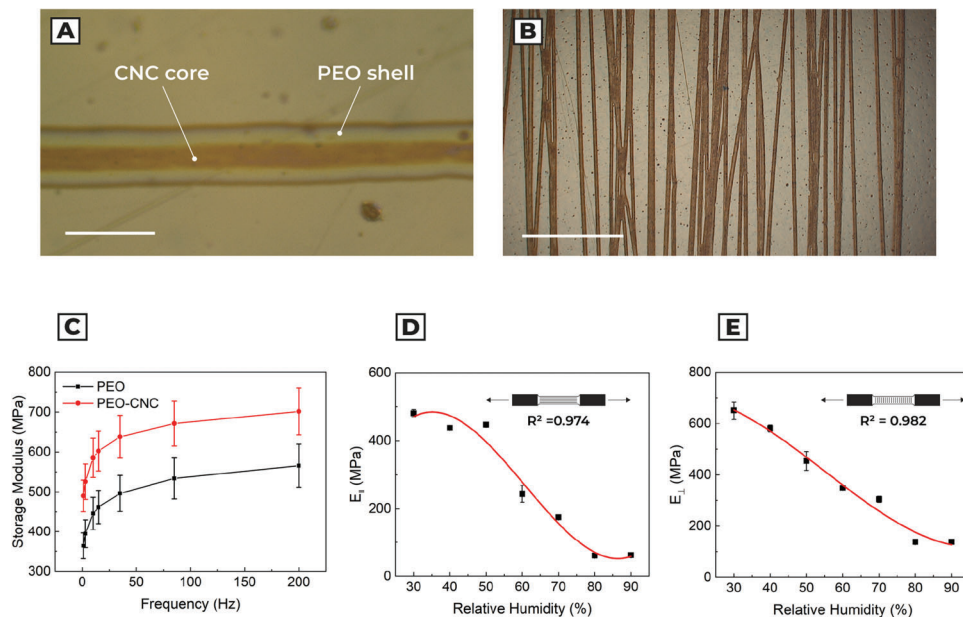 A
CNC core
PEO shell
B
C
Storage Modulus (MPa)
800
700
600
500
400
300
PEO
PEO-CNC
0
50
100
150
200
Frequency (Hz)
D
E∥ (MPa)
600
400
200
0
R² =0.974
30
40
50
60
70
80
90
Relative Humidity (%)
E
E⊥ (MPa)
800
600
400
200
0
R² =0.982
30
40
50
60
70
80
90
Relative Humidity (%)